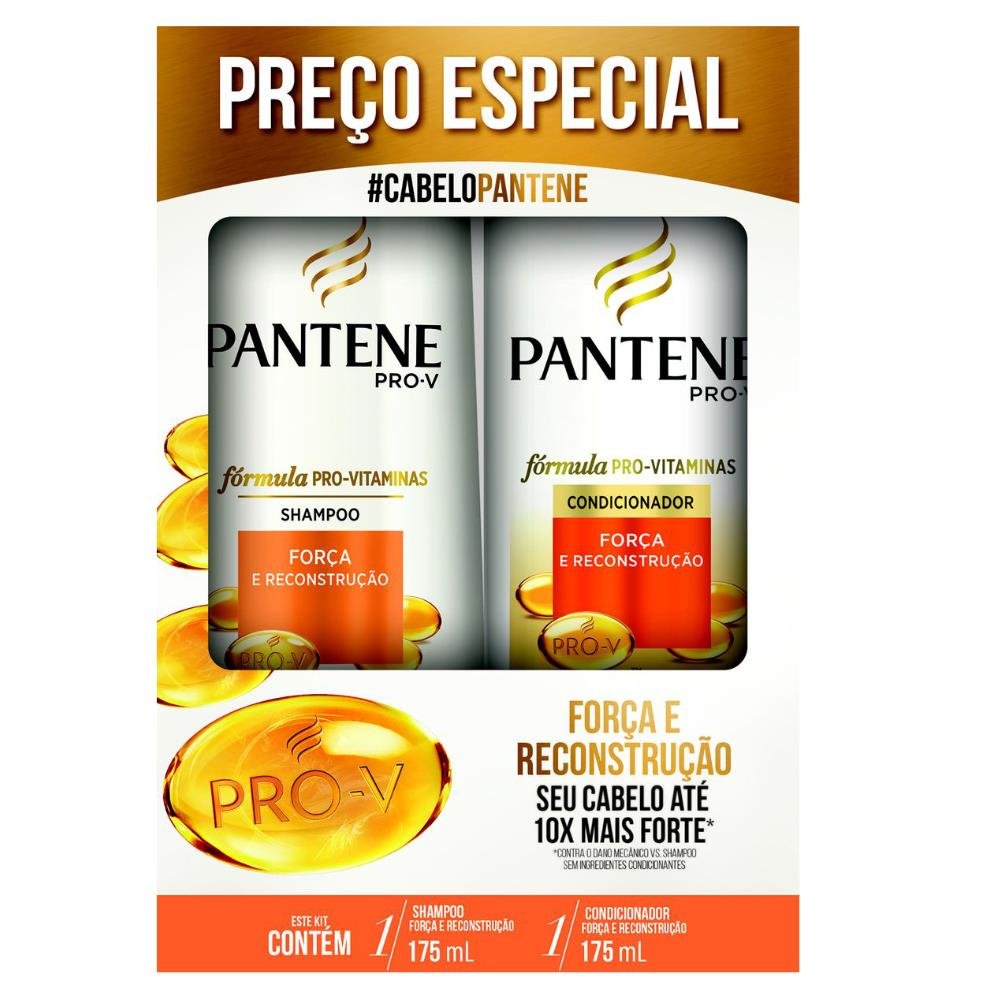 PREÇO ESPECIAL
#CABELOPANTENE
PANTENE
PRO-V
fórmula PRO-VITAMINAS
SHAMPOO
FORÇA
E RECONSTRUÇÃO
PRO-V
PANTENE
PRO-V
fórmula PRO-VITAMINAS
CONDICIONADOR
FORÇA
E RECONSTRUÇÃO
PRO-V
PRO-V
FORÇA E
RECONSTRUÇÃO
SEU CABELO ATÉ
10X MAIS FORTE*
*CONTRA O DANO MECÂNICO VS. SHAMPOO
SEM INGREDIENTES CONDICIONANTES
ESTE KIT
CONTÉM
1 SHAMPOO
FORÇA E RECONSTRUÇÃO
175 mL
1 CONDICIONADOR
FORÇA E RECONSTRUÇÃO
175 mL